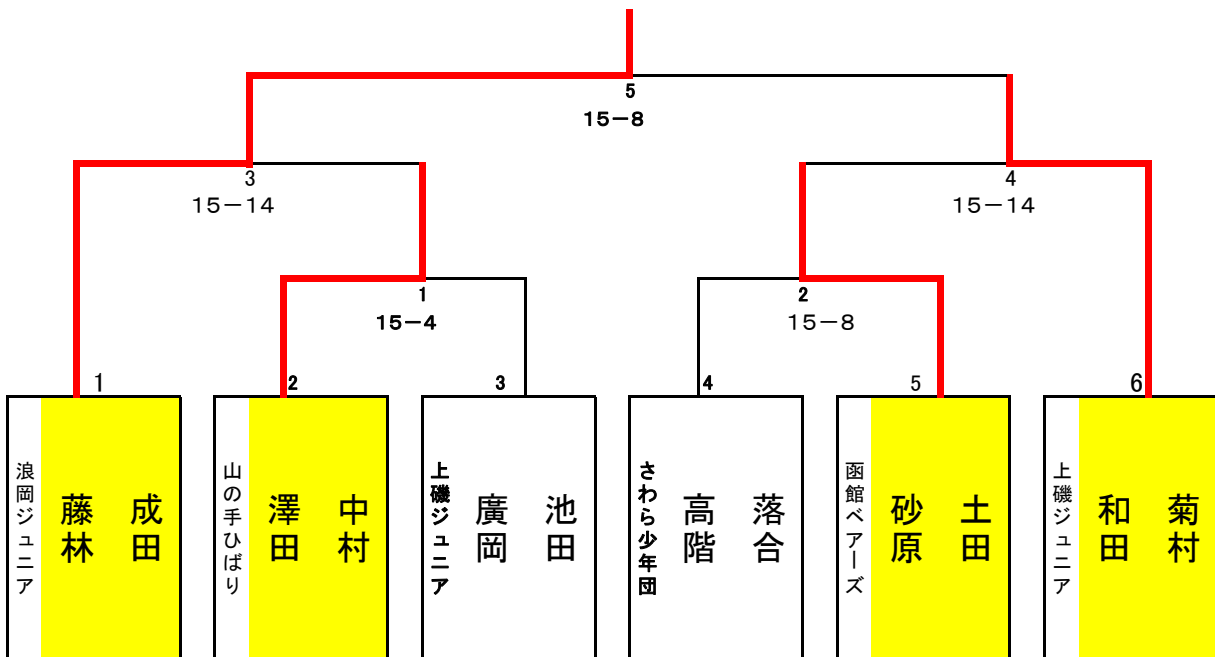 5
15－8
3
15－14
4
15－14
1
15－4
2
15－8
1
2
3
4
5
6
浪岡ジュニア
成田
藤林
山の手ひばり
中村
澤田
上磯ジュニア
池田
廣岡
さわら少年団
落合
高階
函館ベアーズ
土田
砂原
上磯ジュニア
菊村
和田